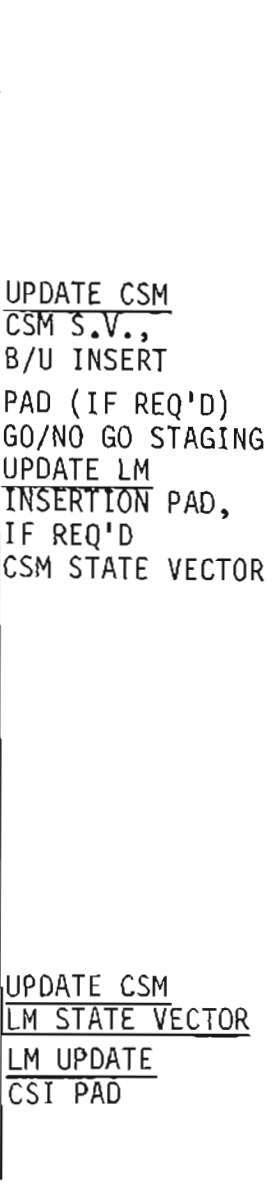 UPDATE CSM
CSM S.V.,
B/U INSERT
PAD (IF REQ'D)
GO/NO GO STAGING
UPDATE LM
INSERTION PAD,
IF REQ'D
CSM STATE VECTOR
UPDATE CSM
LM STATE VECTOR
LM UPDATE
CSI PAD